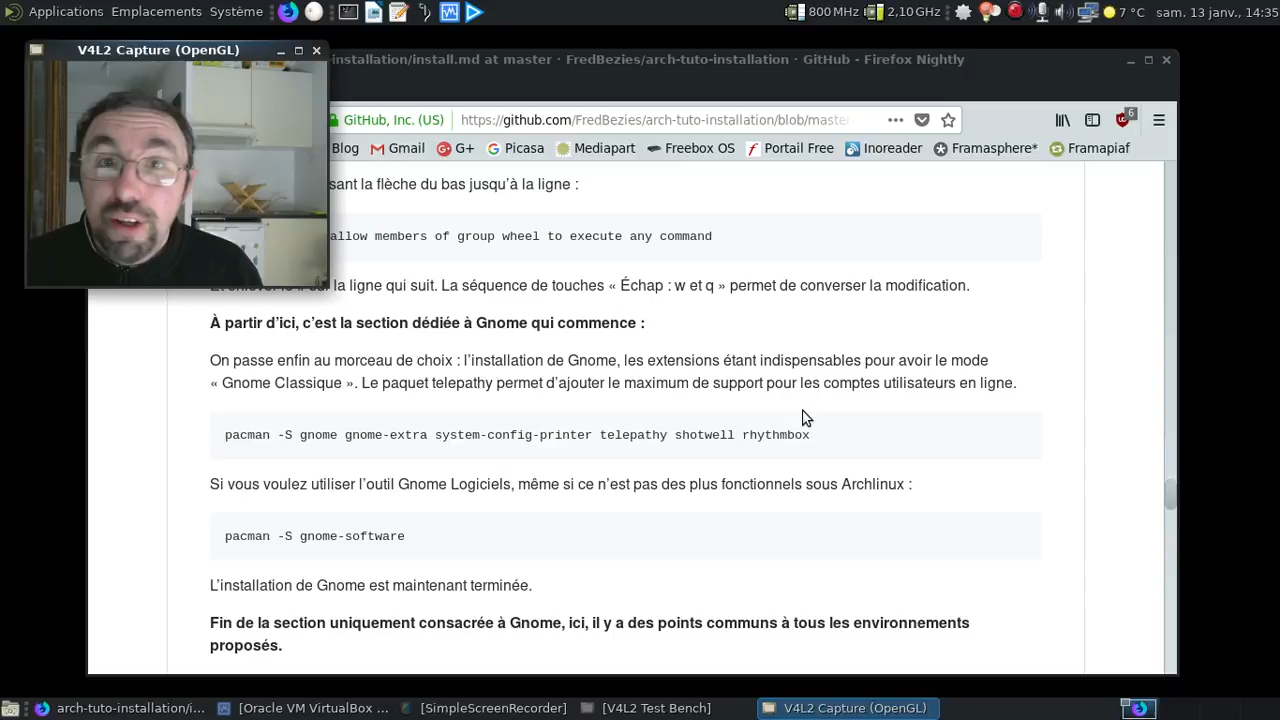 Applications Emplacements Système
800 MHz
2,10 GHz
7 °C
sam. 13 janv., 14:35
V4L2 Capture (OpenGL)
-installation/install.md at master · FredBezies/arch-tuto-installation · GitHub - Firefox Nightly
GitHub, Inc. (US)
https://github.com/FredBezies/arch-tuto-installation/blob/master
6
Blog Gmail G+ Picasa Mediapart Freebox OS Portail Free Inoreader Framasphere* Framapiaf
sant la flèche du bas jusqu’à la ligne :
allow members of group wheel to execute any command
la ligne qui suit. La séquence de touches « Échap : w et q » permet de converser la modification.
À partir d’ici, c’est la section dédiée à Gnome qui commence :
On passe enfin au morceau de choix : l’installation de Gnome, les extensions étant indispensables pour avoir le mode
« Gnome Classique ». Le paquet telepathy permet d’ajouter le maximum de support pour les comptes utilisateurs en ligne.
pacman -S gnome gnome-extra system-config-printer telepathy shotwell rhythmbox
Si vous voulez utiliser l’outil Gnome Logiciels, même si ce n’est pas des plus fonctionnels sous Archlinux :
pacman -S gnome-software
L’installation de Gnome est maintenant terminée.
Fin de la section uniquement consacrée à Gnome, ici, il y a des points communs à tous les environnements
proposés.
arch-tuto-installation/i...
[Oracle VM VirtualBox ...
[SimpleScreenRecorder]
[V4L2 Test Bench]
V4L2 Capture (OpenGL)